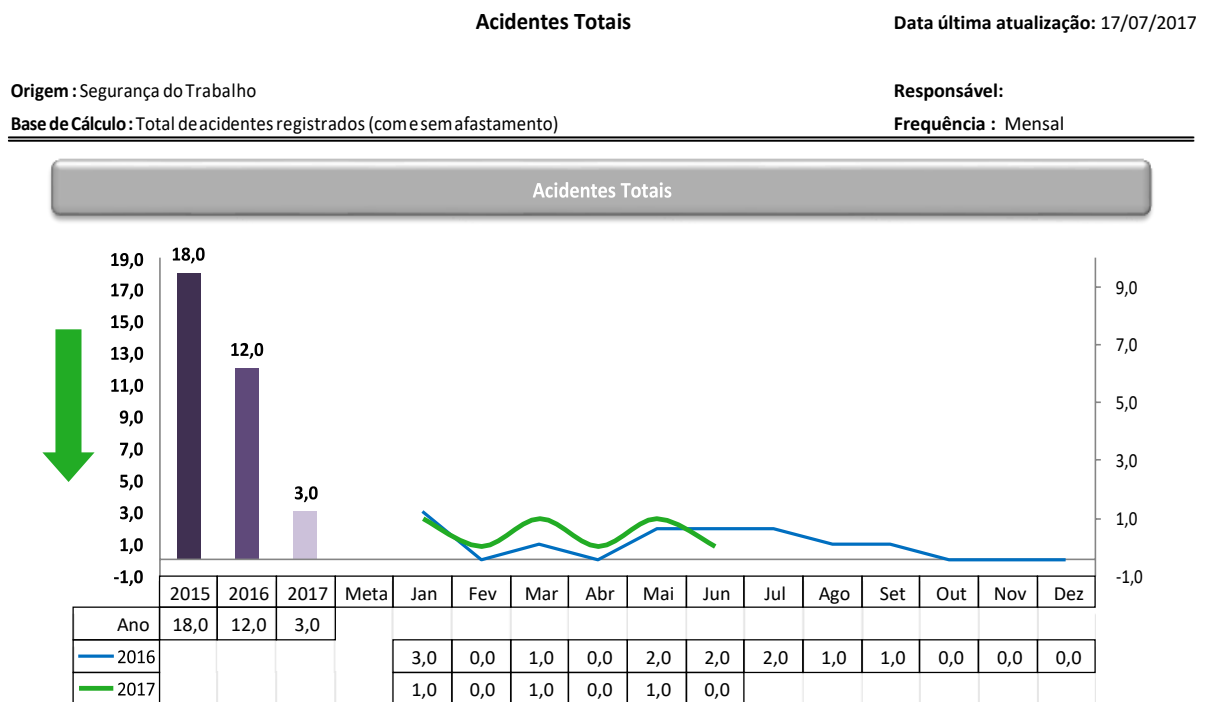 Acidentes Totais Data última atualização: 17/07/2017
Origem : Segurança do Trabalho Responsável:
Base de Cálculo : Total de acidentes registrados (com e sem afastamento) Frequência : Mensal
Acidentes Totais
19,0
17,0
15,0
13,0
11,0
9,0
7,0
5,0
3,0
1,0
-1,0
18,0
12,0
3,0
9,0
7,0
5,0
3,0
1,0
-1,0
2015 2016 2017 Meta Jan Fev Mar Abr Mai Jun Jul Ago Set Out Nov Dez
Ano 18,0 12,0 3,0
2016 3,0 0,0 1,0 0,0 2,0 2,0 2,0 1,0 1,0 0,0 0,0 0,0
2017 1,0 0,0 1,0 0,0 1,0 0,0